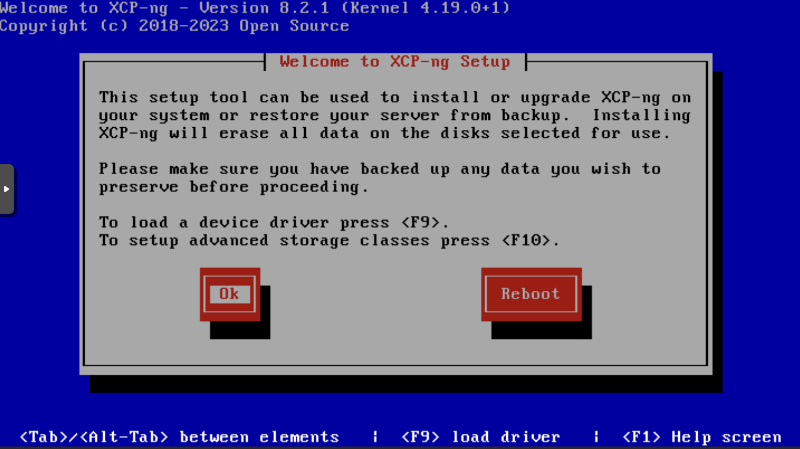 Welcome to XCP-ng - Version 8.2.1 (Kernel 4.19.0+1)
Copyright (c) 2018-2023 Open Source
Welcome to XCP-ng Setup
This setup tool can be used to install or upgrade XCP-ng on
your system or restore your server from backup.  Installing
XCP-ng will erase all data on the disks selected for use.
Please make sure you have backed up any data you wish to
preserve before proceeding.
To load a device driver press <F9>.
To setup advanced storage classes press <F10>.
Ok Reboot
<Tab>/<Alt-Tab> between elements | <F9> load driver | <F1> Help screen